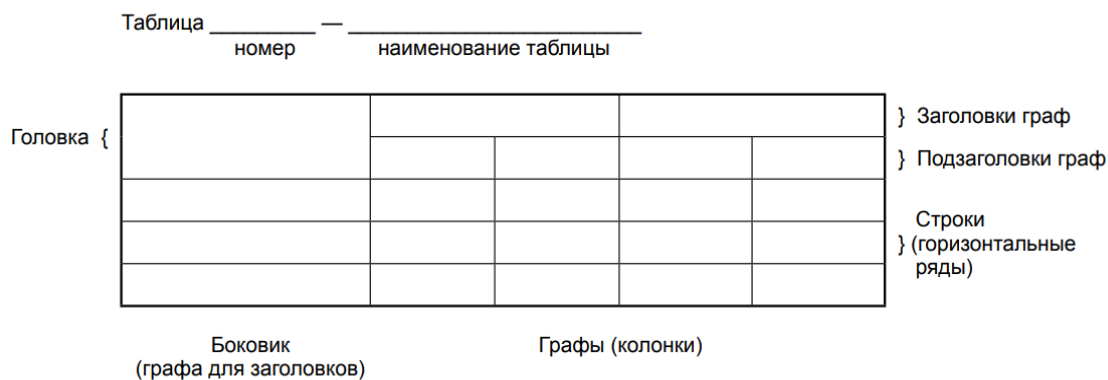 Таблица _________ — _________________________
номер наименование таблицы
Головка {
} Заголовки граф
} Подзаголовки граф
Строки
} (горизонтальные
ряды)
Боковик
(графа для заголовков)
Графы (колонки)